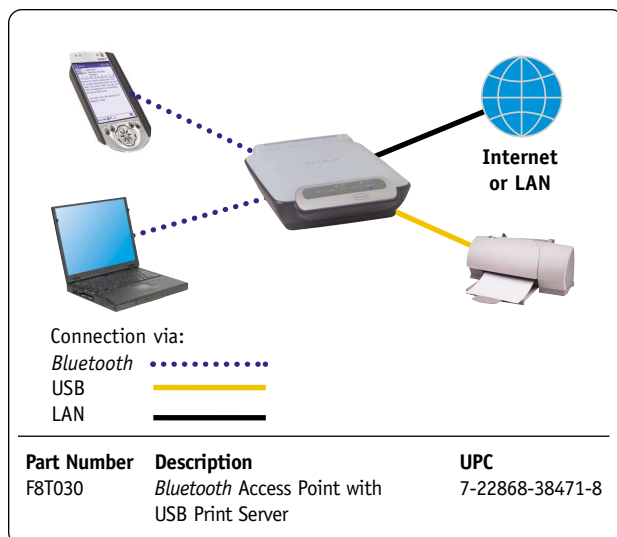 Internet
or LAN
Connection via:
Bluetooth
USB
LAN
Part Number Description UPC
F8T030 Bluetooth Access Point with 7-22868-38471-8
USB Print Server